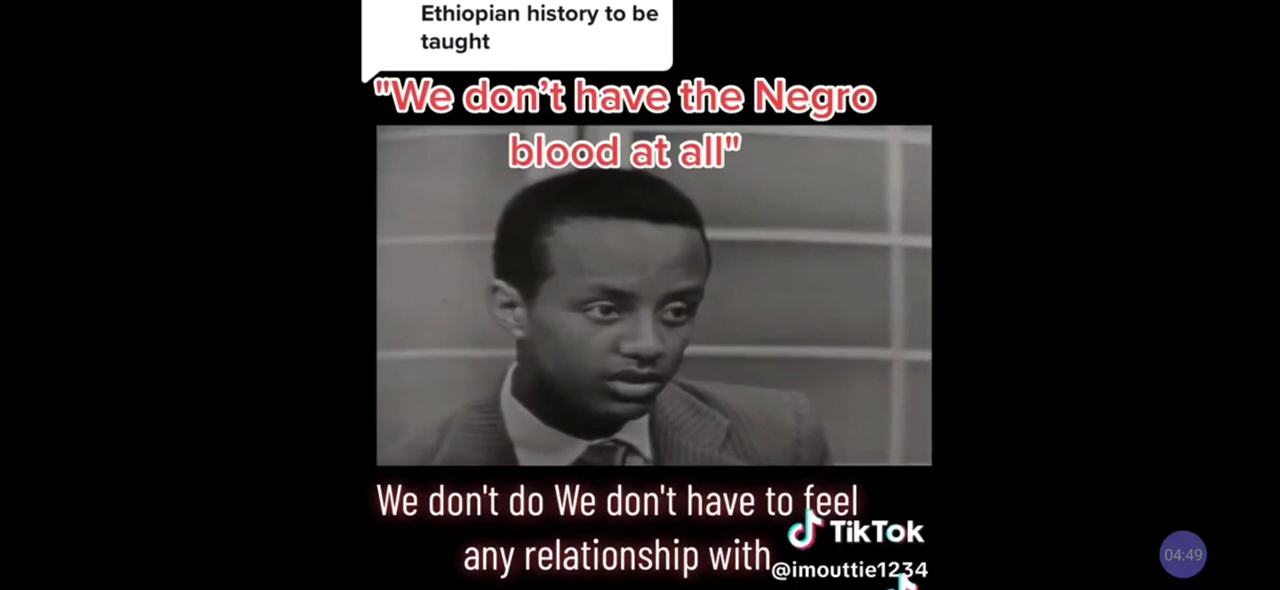 Ethiopian history to be
taught
"We don't have the Negro
blood at all"
We don't do We don't have to feel
any relationship with
TikTok
@imouttie1234
04:49